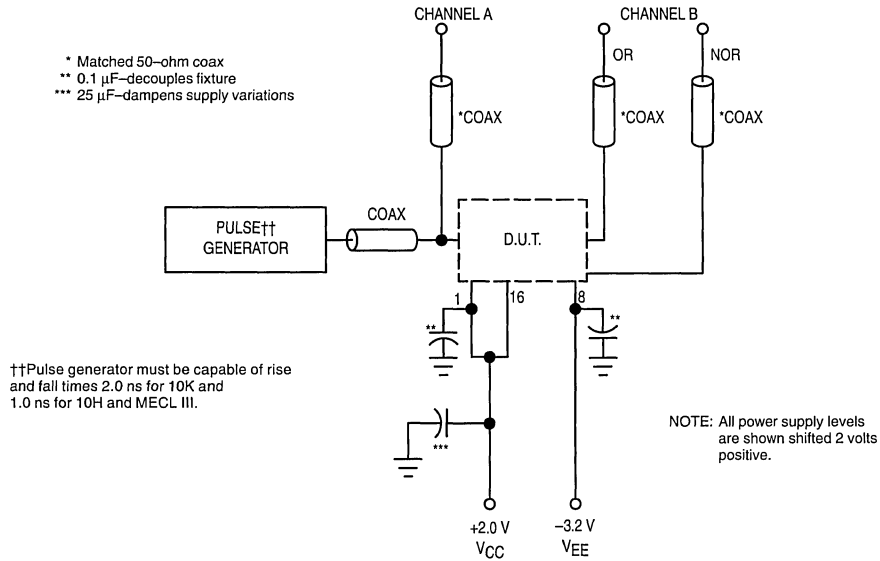 CHANNEL A
CHANNEL B
* Matched 50–ohm coax
** 0.1 µF–decouples fixture
*** 25 µF–dampens supply variations
OR
NOR
*COAX
*COAX
*COAX
PULSE††
GENERATOR
COAX
D.U.T.
1
16
8
**
**
††Pulse generator must be capable of rise
and fall times 2.0 ns for 10K and
1.0 ns for 10H and MECL III.
***
NOTE: All power supply levels
are shown shifted 2 volts
positive.
+2.0 V
VCC
–3.2 V
VEE